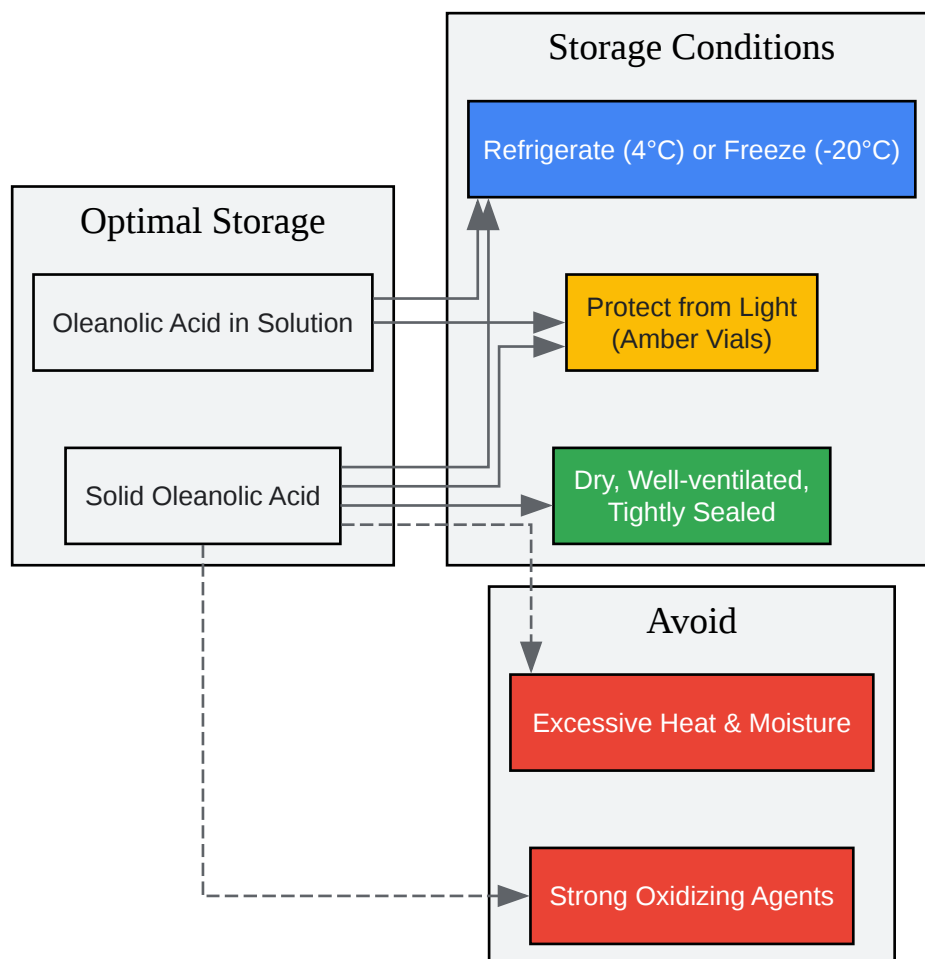 Storage Conditions
Refrigerate (4°C) or Freeze (-20°C)
Optimal Storage
Oleanolic Acid in Solution
Protect from Light
(Amber Vials)
Solid Oleanolic Acid
Dry, Well-ventilated,
Tightly Sealed
Avoid
Excessive Heat & Moisture
Strong Oxidizing Agents